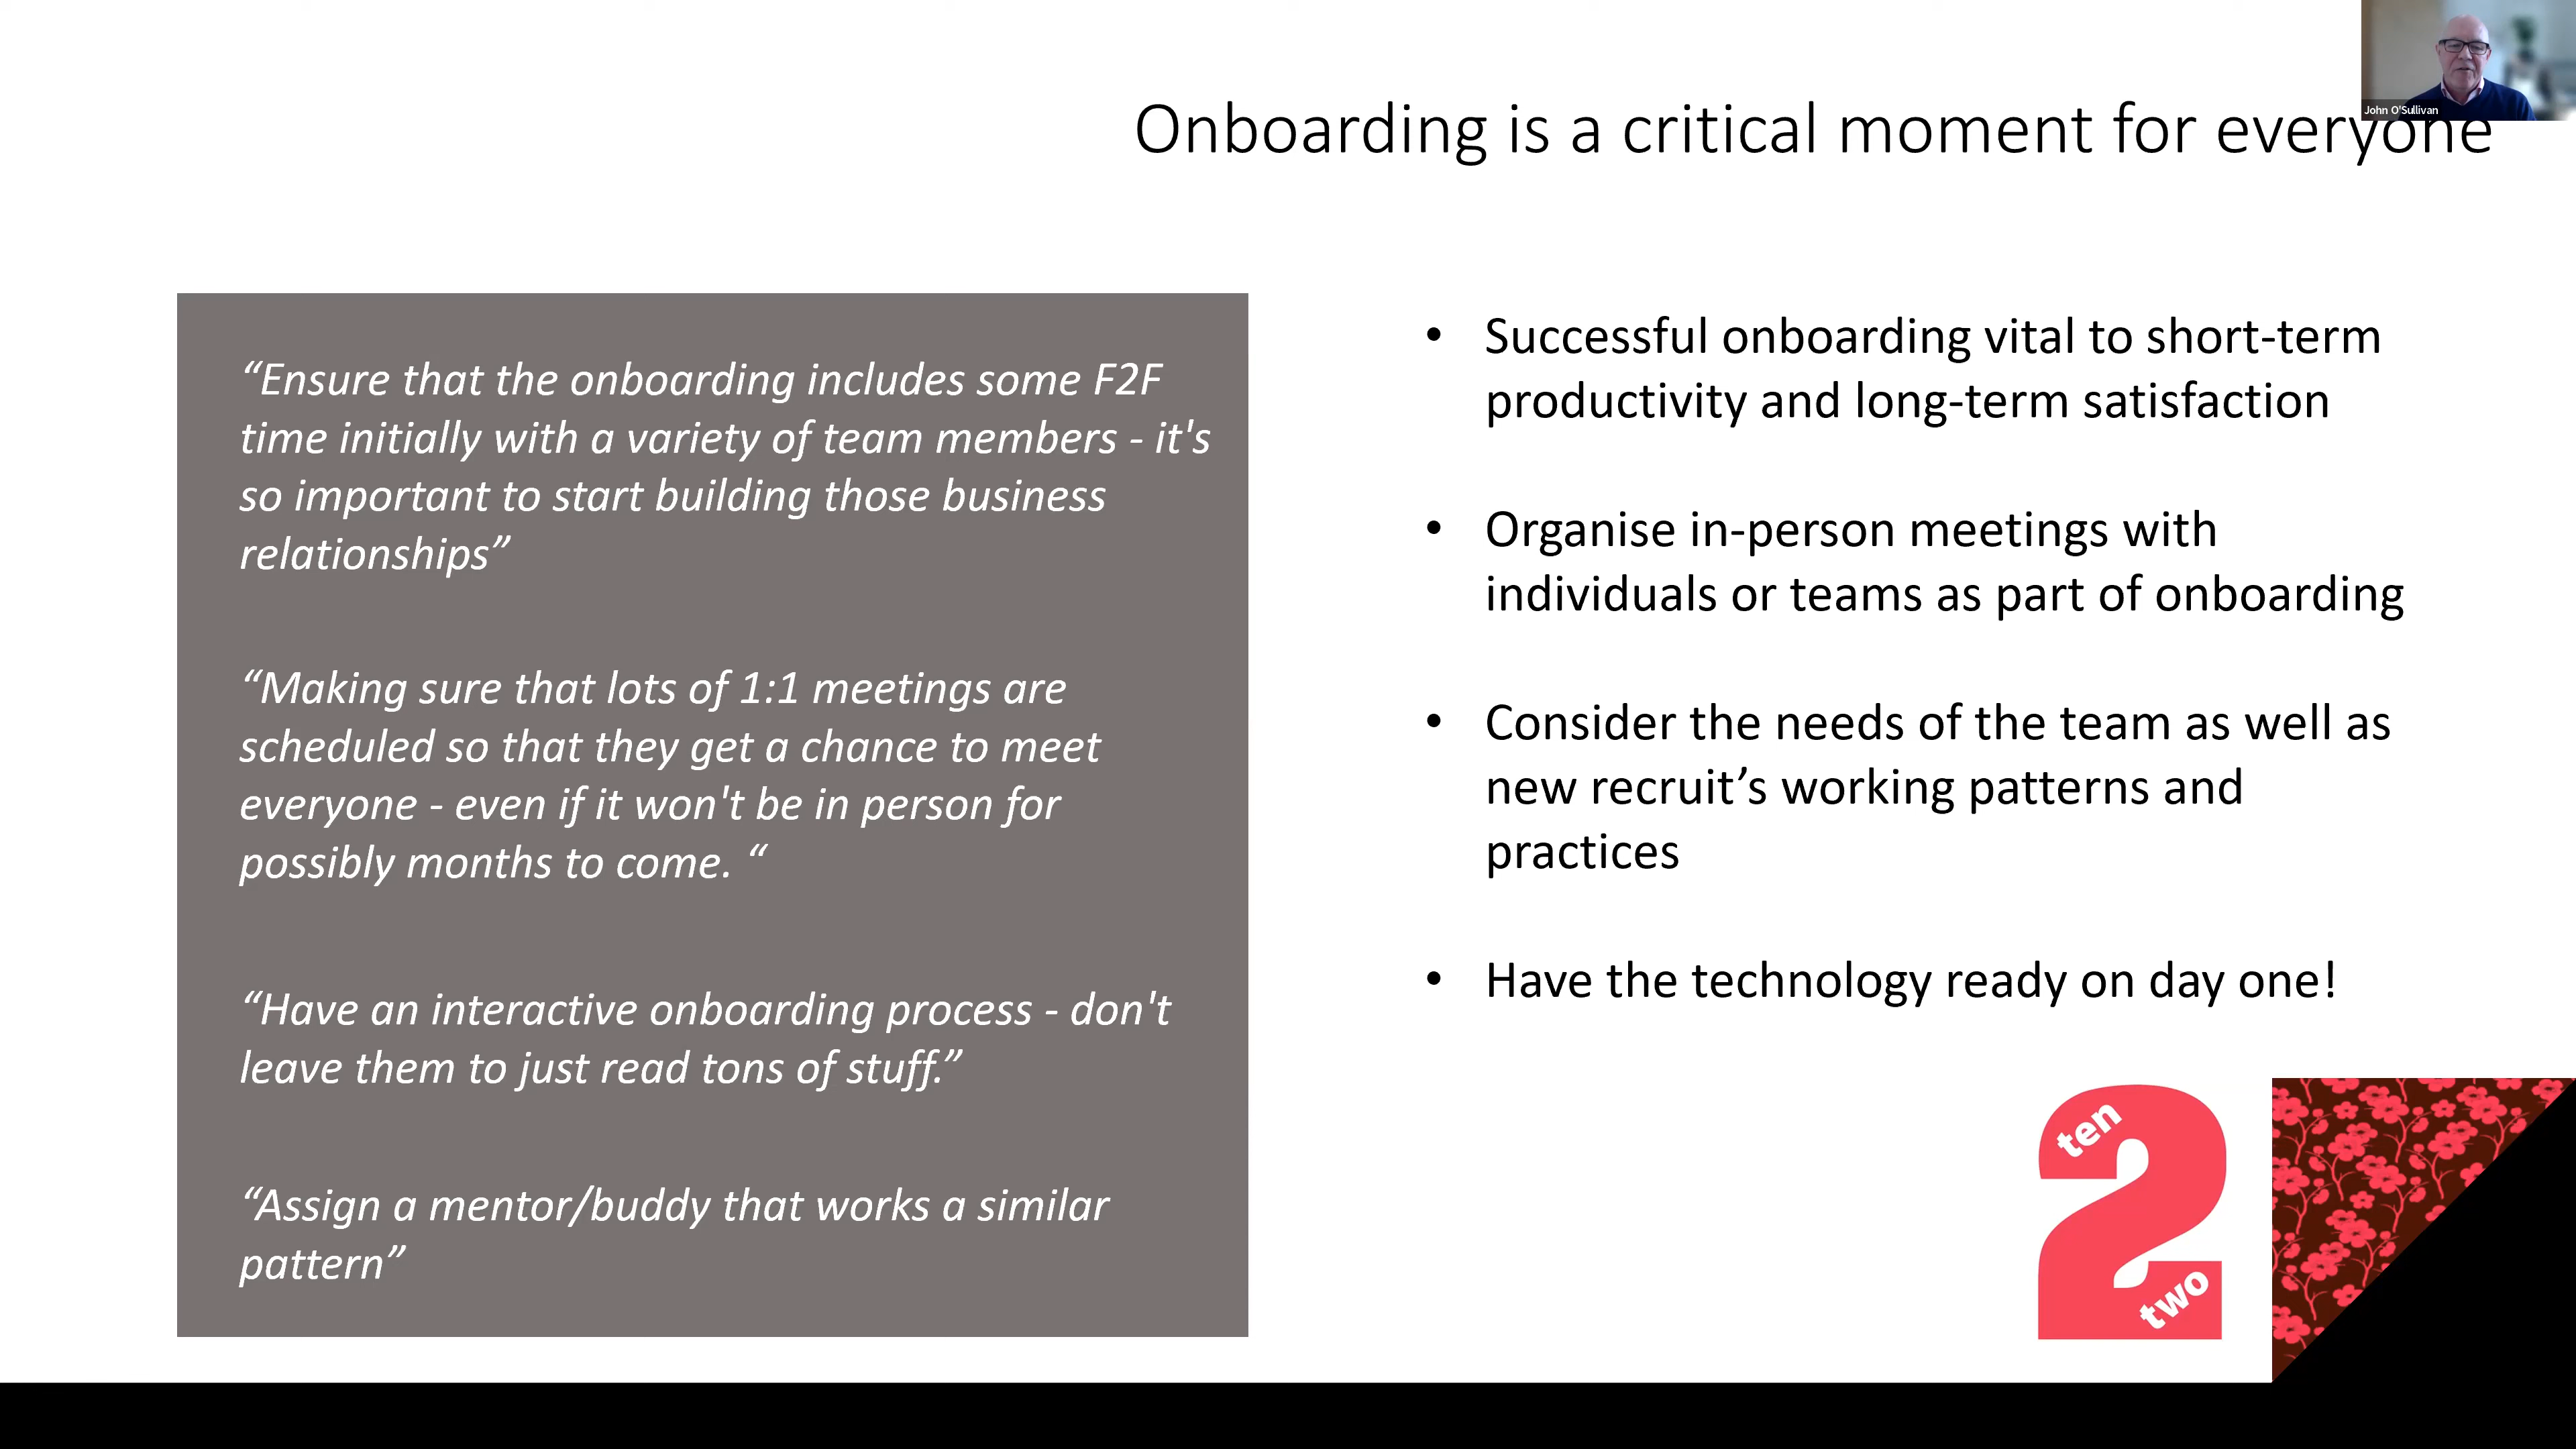 John O'Sullivan
Onboarding is a critical moment for everyone
“Ensure that the onboarding includes some F2F
time initially with a variety of team members - it's
so important to start building those business
relationships”
“Making sure that lots of 1:1 meetings are
scheduled so that they get a chance to meet
everyone - even if it won't be in person for
possibly months to come. “
“Have an interactive onboarding process - don't
leave them to just read tons of stuff.”
“Assign a mentor/buddy that works a similar
pattern”
• Successful onboarding vital to short-term
productivity and long-term satisfaction
• Organise in-person meetings with
individuals or teams as part of onboarding
• Consider the needs of the team as well as
new recruit’s working patterns and
practices
• Have the technology ready on day one!
ten
2
two